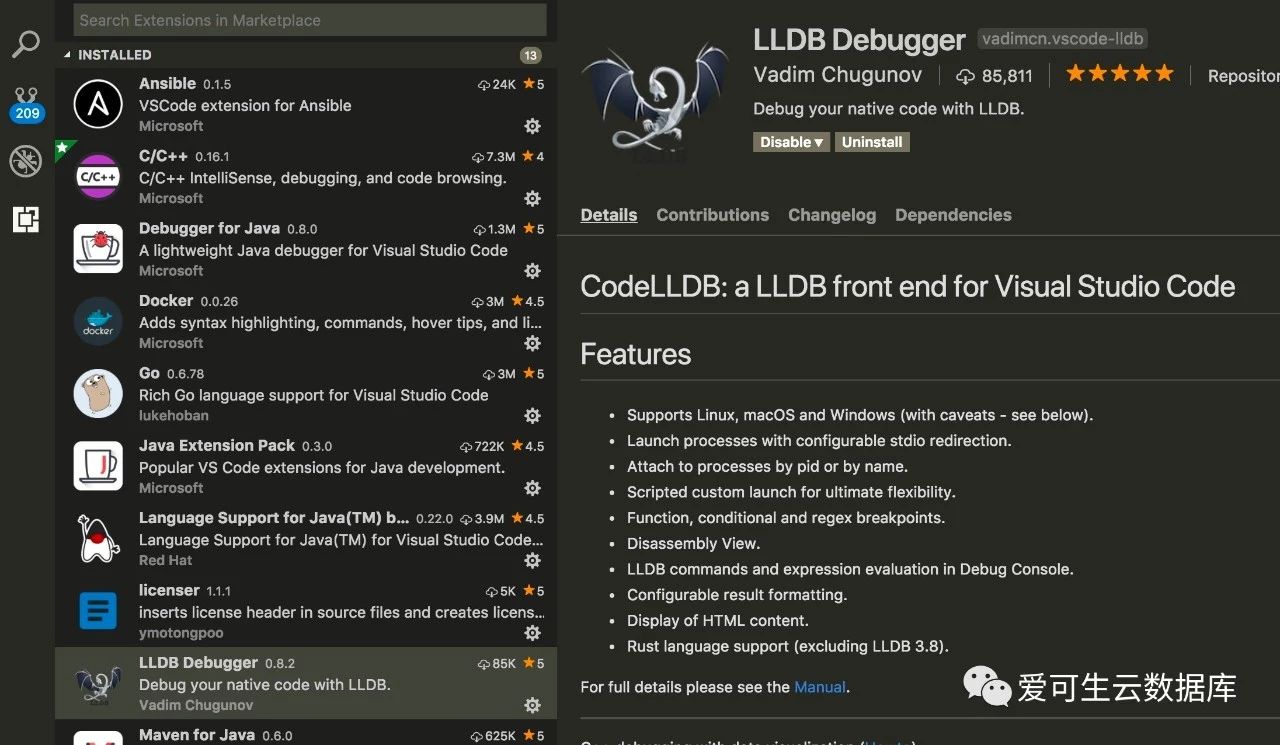 Search Extensions in Marketplace
INSTALLED 13
209
Ansible 0.1.5 24K 5
VSCode extension for Ansible
Microsoft
C/C++
C/C++ 0.16.1 7.3M 4
C/C++ IntelliSense, debugging, and code browsing.
Microsoft
Debugger for Java 0.8.0 1.3M 5
A lightweight Java debugger for Visual Studio Code
Microsoft
docker
Docker 0.0.26 3M 4.5
Adds syntax highlighting, commands, hover tips, and li...
Microsoft
Go 0.6.78 3M 5
Rich Go language support for Visual Studio Code
lukehoban
Java Extension Pack 0.3.0 722K 4.5
Popular VS Code extensions for Java development.
Microsoft
Language Support for Java(TM) b... 0.22.0 3.9M 4.5
Language Support for Java(TM) for Visual Studio Code...
Red Hat
licenser 1.1.1 5K 5
inserts license header in source files and creates licens...
ymotongpoo
LLDB Debugger 0.8.2 85K 5
Debug your native code with LLDB.
Vadim Chugunov
Maven for Java 0.6.0 625K 5
LLDB Debugger vadimcn.vscode-lldb
Vadim Chugunov 85,811 Repositor
Debug your native code with LLDB.
Disable Uninstall
Details Contributions Changelog Dependencies
CodeLLDB: a LLDB front end for Visual Studio Code
Features
• Supports Linux, macOS and Windows (with caveats - see below).
• Launch processes with configurable stdio redirection.
• Attach to processes by pid or by name.
• Scripted custom launch for ultimate flexibility.
• Function, conditional and regex breakpoints.
• Disassembly View.
• LLDB commands and expression evaluation in Debug Console.
• Configurable result formatting.
• Display of HTML content.
• Rust language support (excluding LLDB 3.8).
For full details please see the Manual.
爱可生云数据库
debugging with data visualization